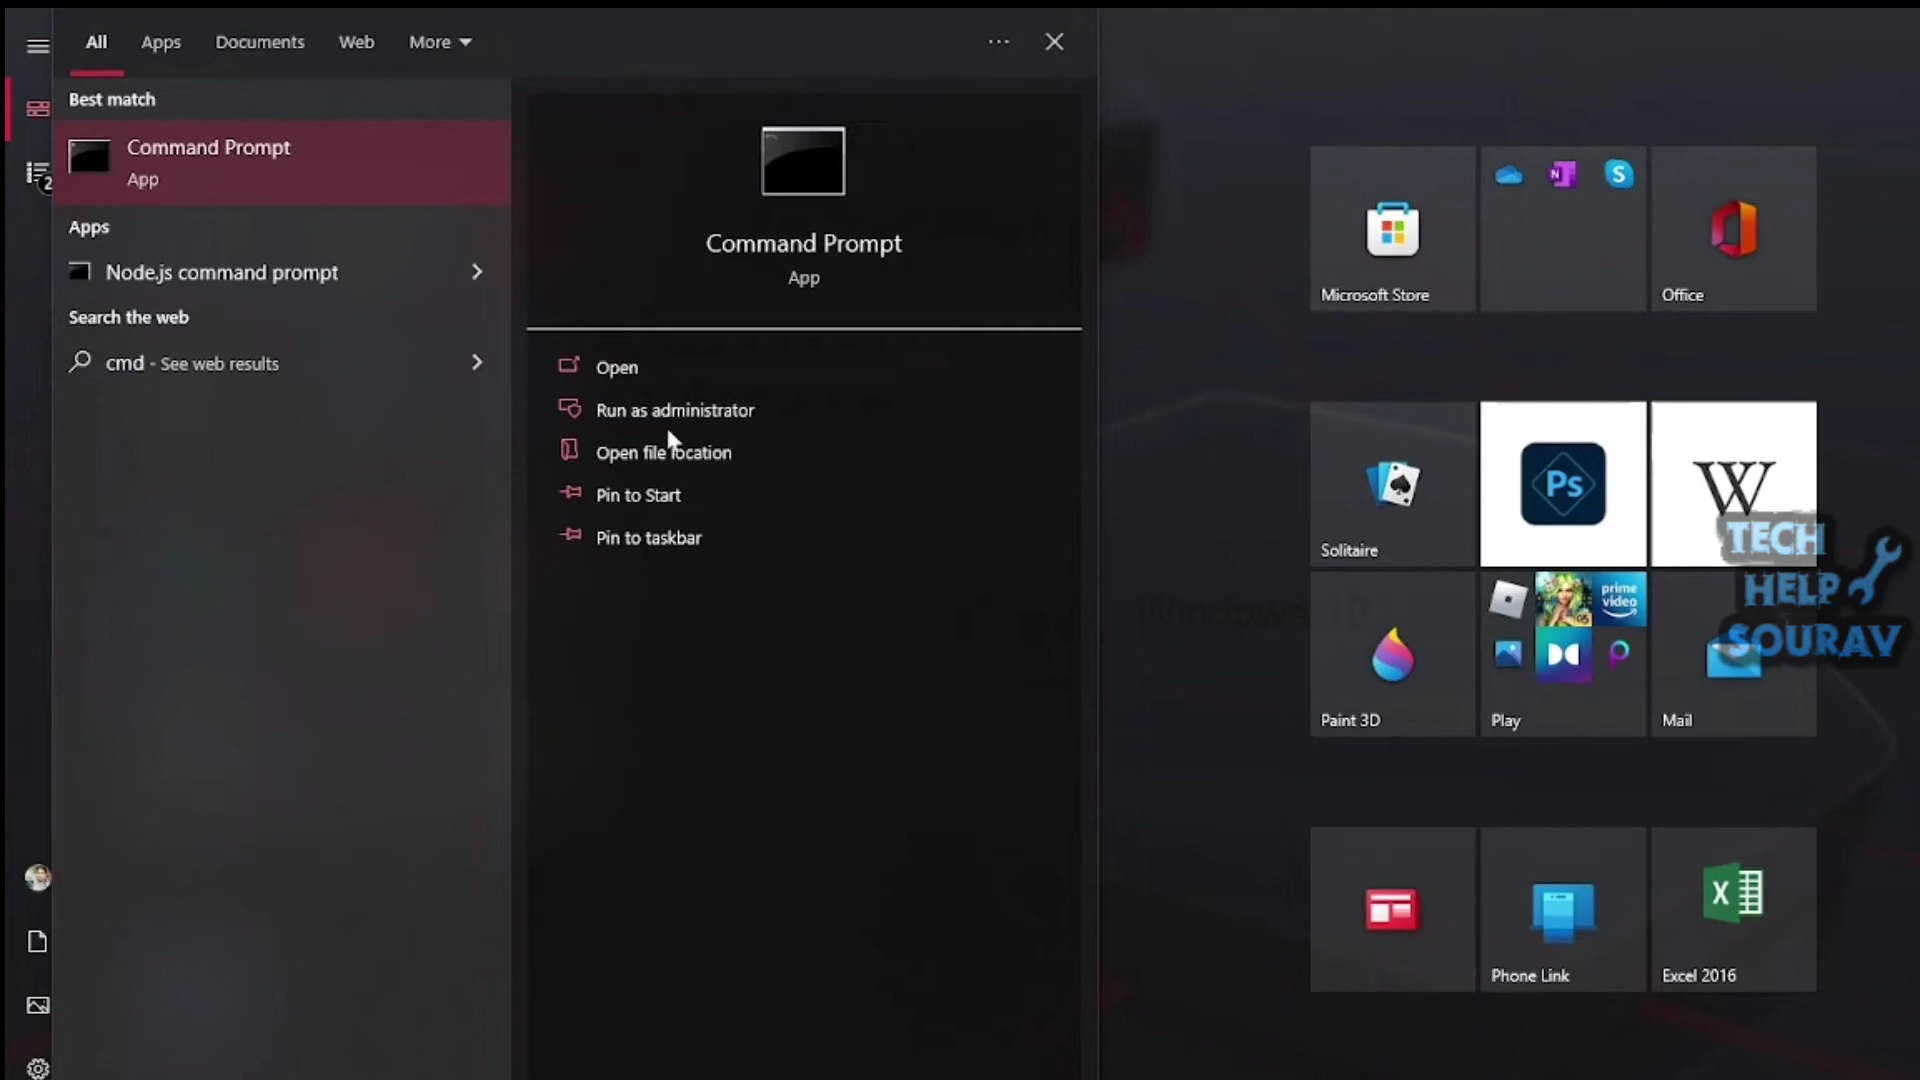 All
Apps
Documents
Web
More
Best match
Command Prompt
App
Apps
Node.js command prompt
Search the web
cmd - See web results
2
Command Prompt
App
Open
Run as administrator
Open file location
Pin to Start
Pin to taskbar
Microsoft Store
N
S
Office
Solitaire
Ps
W
Paint 3D
prime
video
Play
Mail
TECH
HELP
SOURAV
Phone Link
X
Excel 2016